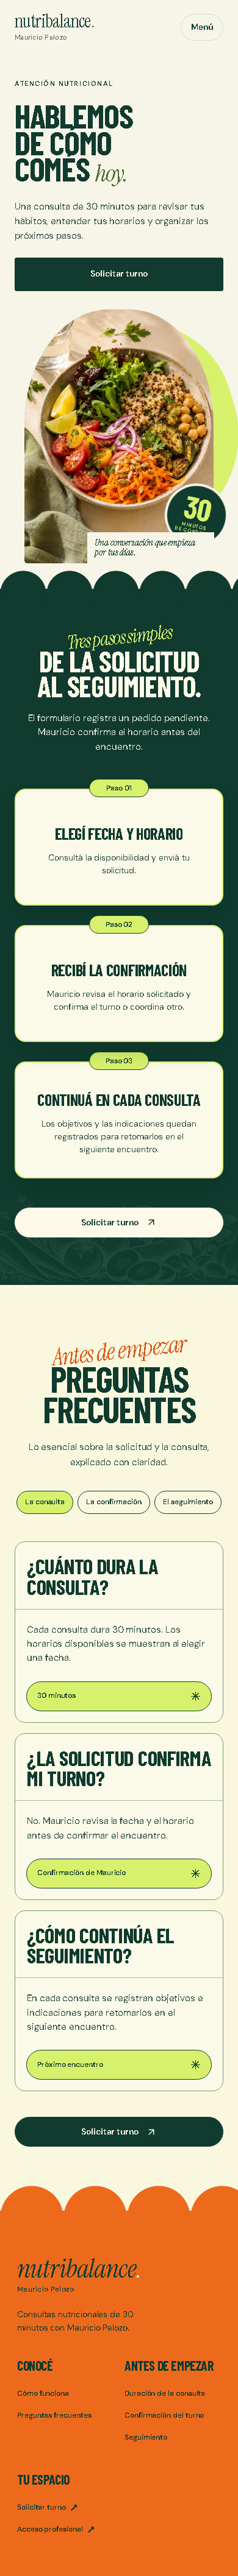 nutribalance.
Mauricio Pelozo
Menú
ATENCIÓN NUTRICIONAL
HABLEMOS
DE CÓMO
COMÉS hoy.
Una consulta de 30 minutos para revisar tus
hábitos, entender tus horarios y organizar los
próximos pasos.
Solicitar turno
30
MINUTOS
Una conversación que empieza
por tus días.
Tres pasos simples
DE LA SOLICITUD
AL SEGUIMIENTO.
El formulario registra un pedido pendiente.
Mauricio confirma el horario antes del
encuentro.
Paso 01
ELEGÍ FECHA Y HORARIO
Consultá la disponibilidad y enviá tu
solicitud.
Paso 02
RECIBÍ LA CONFIRMACIÓN
Mauricio revisa el horario solicitado y
confirma el turno o coordina otro.
Paso 03
CONTINUÁ EN CADA CONSULTA
Los objetivos y las indicaciones quedan
registrados para retomarlos en el
siguiente encuentro.
Solicitar turno
Antes de empezar
PREGUNTAS
FRECUENTES
Lo esencial sobre la solicitud y la consulta,
explicado con claridad.
La consulta
La confirmación
El seguimiento
¿CUÁNTO DURA LA
CONSULTA?
Cada consulta dura 30 minutos. Los
horarios disponibles se muestran al elegir
una fecha.
30 minutos
¿LA SOLICITUD CONFIRMA
MI TURNO?
No. Mauricio revisa la fecha y el horario
antes de confirmar el encuentro.
Confirmación de Mauricio
¿CÓMO CONTINÚA EL
SEGUIMIENTO?
En cada consulta se registran objetivos e
indicaciones para retomarlos en el
siguiente encuentro.
Próximo encuentro
Solicitar turno
nutribalance.
Mauricio Pelozo
Consultas nutricionales de 30
minutos con Mauricio Pelozo.
CONOCÉ
Cómo funciona
Preguntas frecuentes
ANTES DE EMPEZAR
Duración de la consulta
Confirmación del turno
Seguimiento
TU ESPACIO
Solicitar turno
Acceso profesional